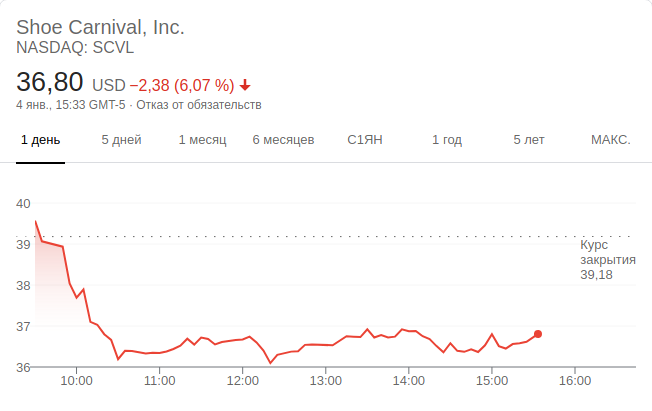 Shoe Carnival, Inc.
NASDAQ: SCVL
36,80 USD −2,38 (6,07 %)
4 янв., 15:33 GMT-5 · Отказ от обязательств
1 день 5 дней 1 месяц 6 месяцев С1ЯН 1 год 5 лет МАКС.
40
39
38
37
36
Курс
закрытия
39,18
10:00 11:00 12:00 13:00 14:00 15:00 16:00